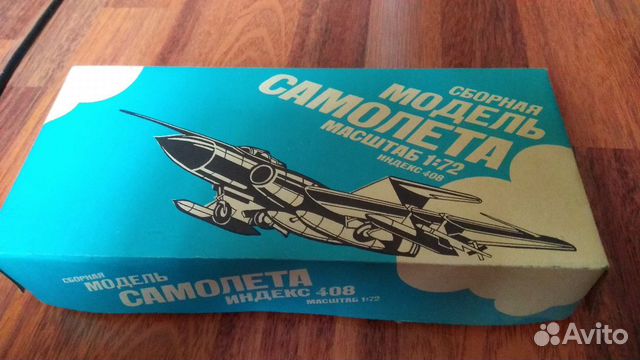 СБОРНАЯ
МОДЕЛЬ
САМОЛЕТА
МАСШТАБ 1:72
ИНДЕКС 408
СБОРНАЯ
МОДЕЛЬ
САМОЛЕТА
ИНДЕКС 408
МАСШТАБ 1:72
Avito